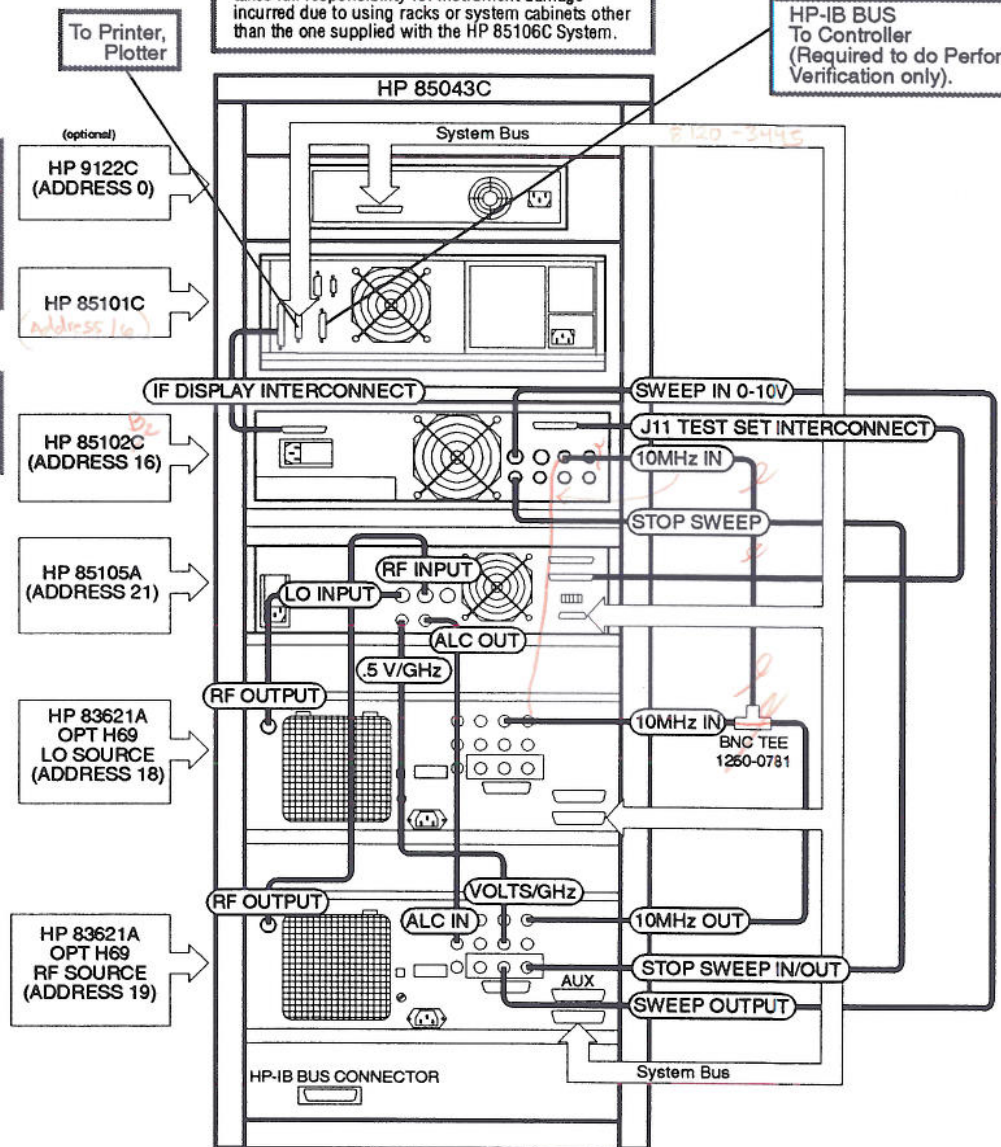 incurred due to using racks or system cabinets other
than the one supplied with the HP 85106C System.
To Printer,
Plotter
HP-IB BUS
To Controller
(Required to do Perfor
Verification only).
HP 85043C
System Bus
8120-3445
(optional)
HP 9122C
(ADDRESS 0)
HP 85101C
(Address 16)
IF DISPLAY INTERCONNECT
SWEEP IN 0-10V
HP 85102C
(ADDRESS 16)
J11 TEST SET INTERCONNECT
10MHz IN
STOP SWEEP
HP 85105A
(ADDRESS 21)
RF INPUT
LO INPUT
ALC OUT
.5 V/GHz
RF OUTPUT
HP 83621A
OPT H69
LO SOURCE
(ADDRESS 18)
10MHz IN
BNC TEE
1250-0781
VOLTS/GHz
RF OUTPUT
ALC IN
10MHz OUT
HP 83621A
OPT H69
RF SOURCE
(ADDRESS 19)
STOP SWEEP IN/OUT
AUX
SWEEP OUTPUT
System Bus
HP-IB BUS CONNECTOR